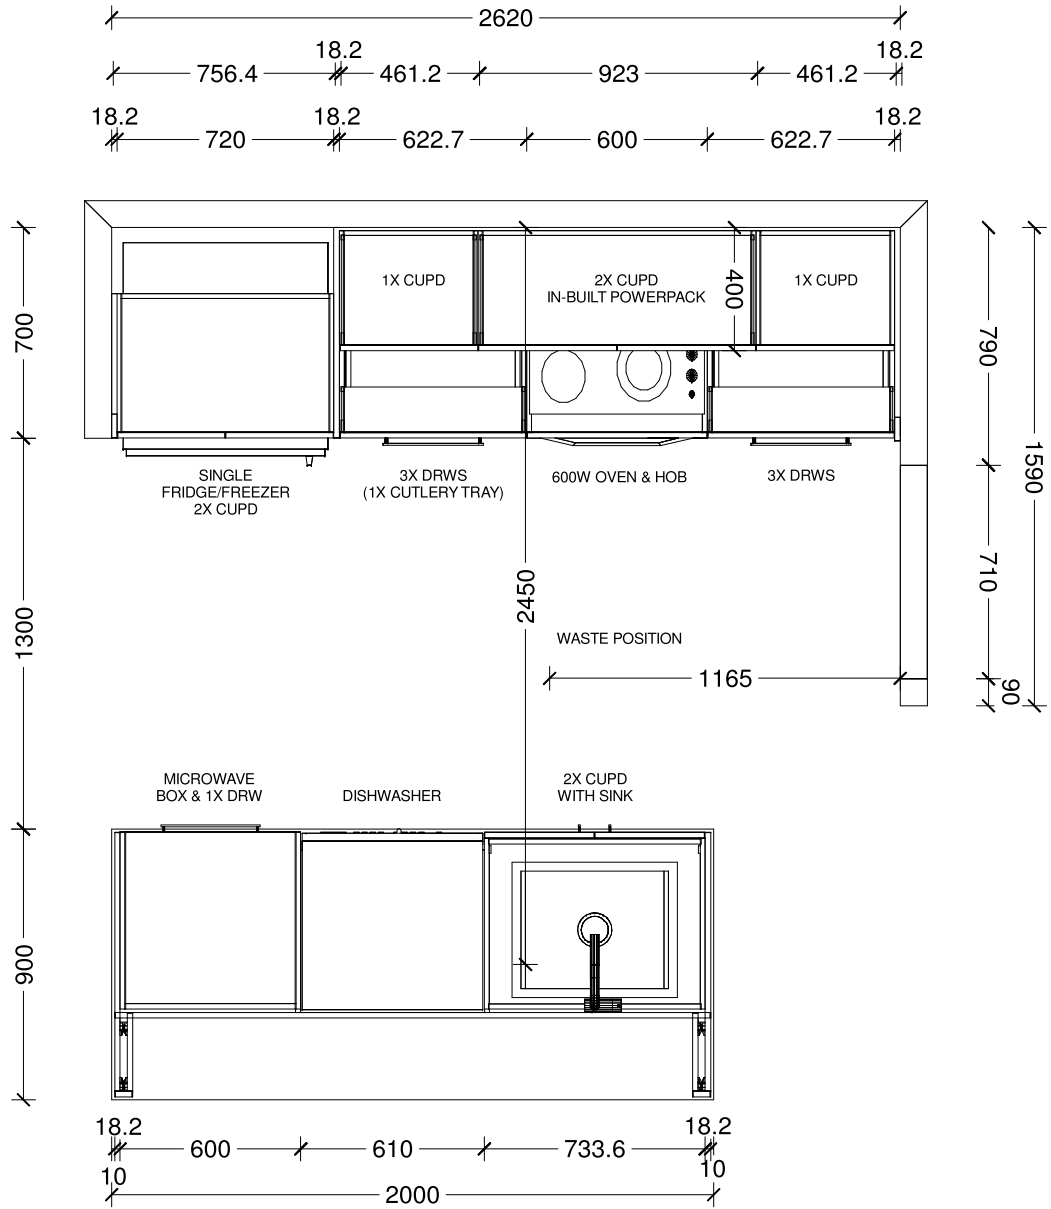 2620
18.2 18.2
756.4 461.2 923 461.2
18.2 18.2 18.2
720 622.7 600 622.7
1X CUPD
2X CUPD
IN-BUILT POWERPACK
400
1X CUPD
700
790
SINGLE
FRIDGE/FREEZER
2X CUPD
3X DRWS
(1X CUTLERY TRAY)
600W OVEN & HOB
3X DRWS
1590
710
2450
1300
WASTE POSITION
1165
90
MICROWAVE
BOX & 1X DRW
DISHWASHER
2X CUPD
WITH SINK
900
18.2 18.2
600 610 733.6
10 10
2000